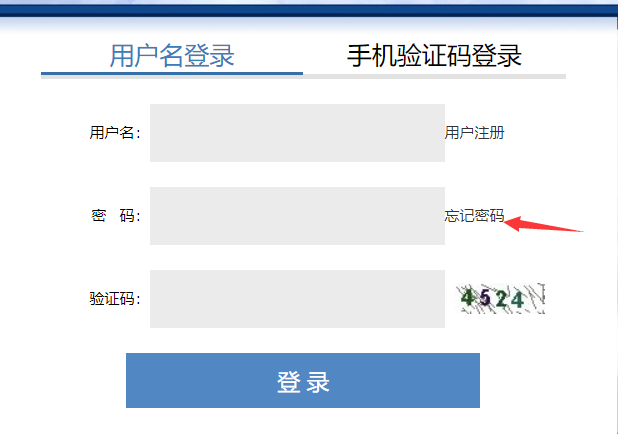 用户名登录 手机验证码登录
用户名： 用户注册
密 码： 忘记密码
验证码： 4524
登 录